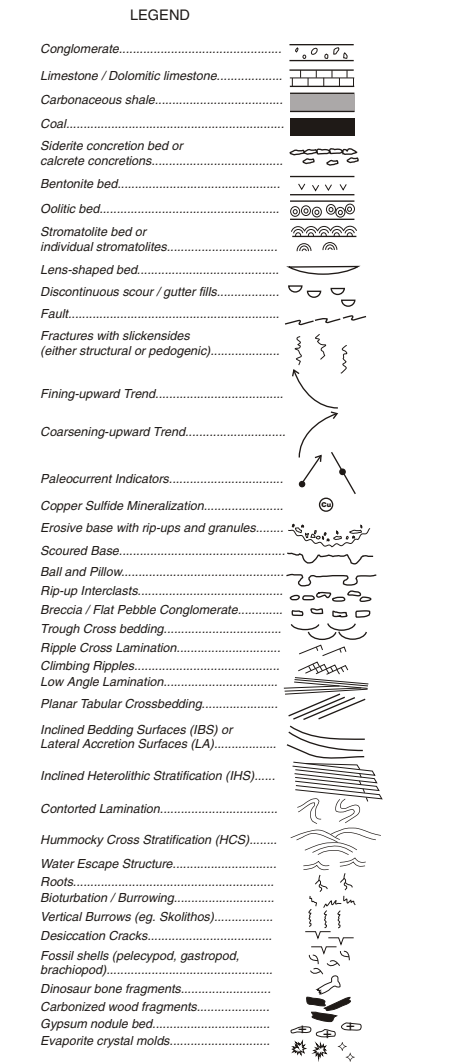 LEGEND
Conglomerate................................................
Limestone / Dolomitic limestone...................
Carbonaceous shale.....................................
Coal...............................................................
Siderite concretion bed or
calcrete concretions.......................................
Bentonite bed................................................
Oolitic bed.....................................................
Stromatolite bed or
individual stromatolites.................................
Lens-shaped bed...........................................
Discontinuous scour / gutter fills...................
Fault...............................................................
Fractures with slickensides
(either structural or pedogenic)....................
Fining-upward Trend......................................
Coarsening-upward Trend.............................
Paleocurrent Indicators..................................
Copper Sulfide Mineralization.......................
Cu
Erosive base with rip-ups and granules........
Scoured Base.................................................
Ball and Pillow................................................
Rip-up Interclasts...........................................
Breccia / Flat Pebble Conglomerate.............
Trough Cross bedding...................................
Ripple Cross Lamination...............................
Climbing Ripples............................................
Low Angle Lamination....................................
Planar Tabular Crossbedding........................
Inclined Bedding Surfaces (IBS) or
Lateral Accretion Surfaces (LA)..................
Inclined Heterolithic Stratification (IHS)......
Contorted Lamination...................................
Hummocky Cross Stratification (HCS)........
Water Escape Structure...............................
Roots............................................................
Bioturbation / Burrowing...............................
Vertical Burrows (eg. Skolithos).................
Desiccation Cracks.....................................
Fossil shells (pelecypod, gastropod,
brachiopod).................................................
Dinosaur bone fragments...........................
Carbonized wood fragments......................
Gypsum nodule bed...................................
Evaporite crystal molds..............................